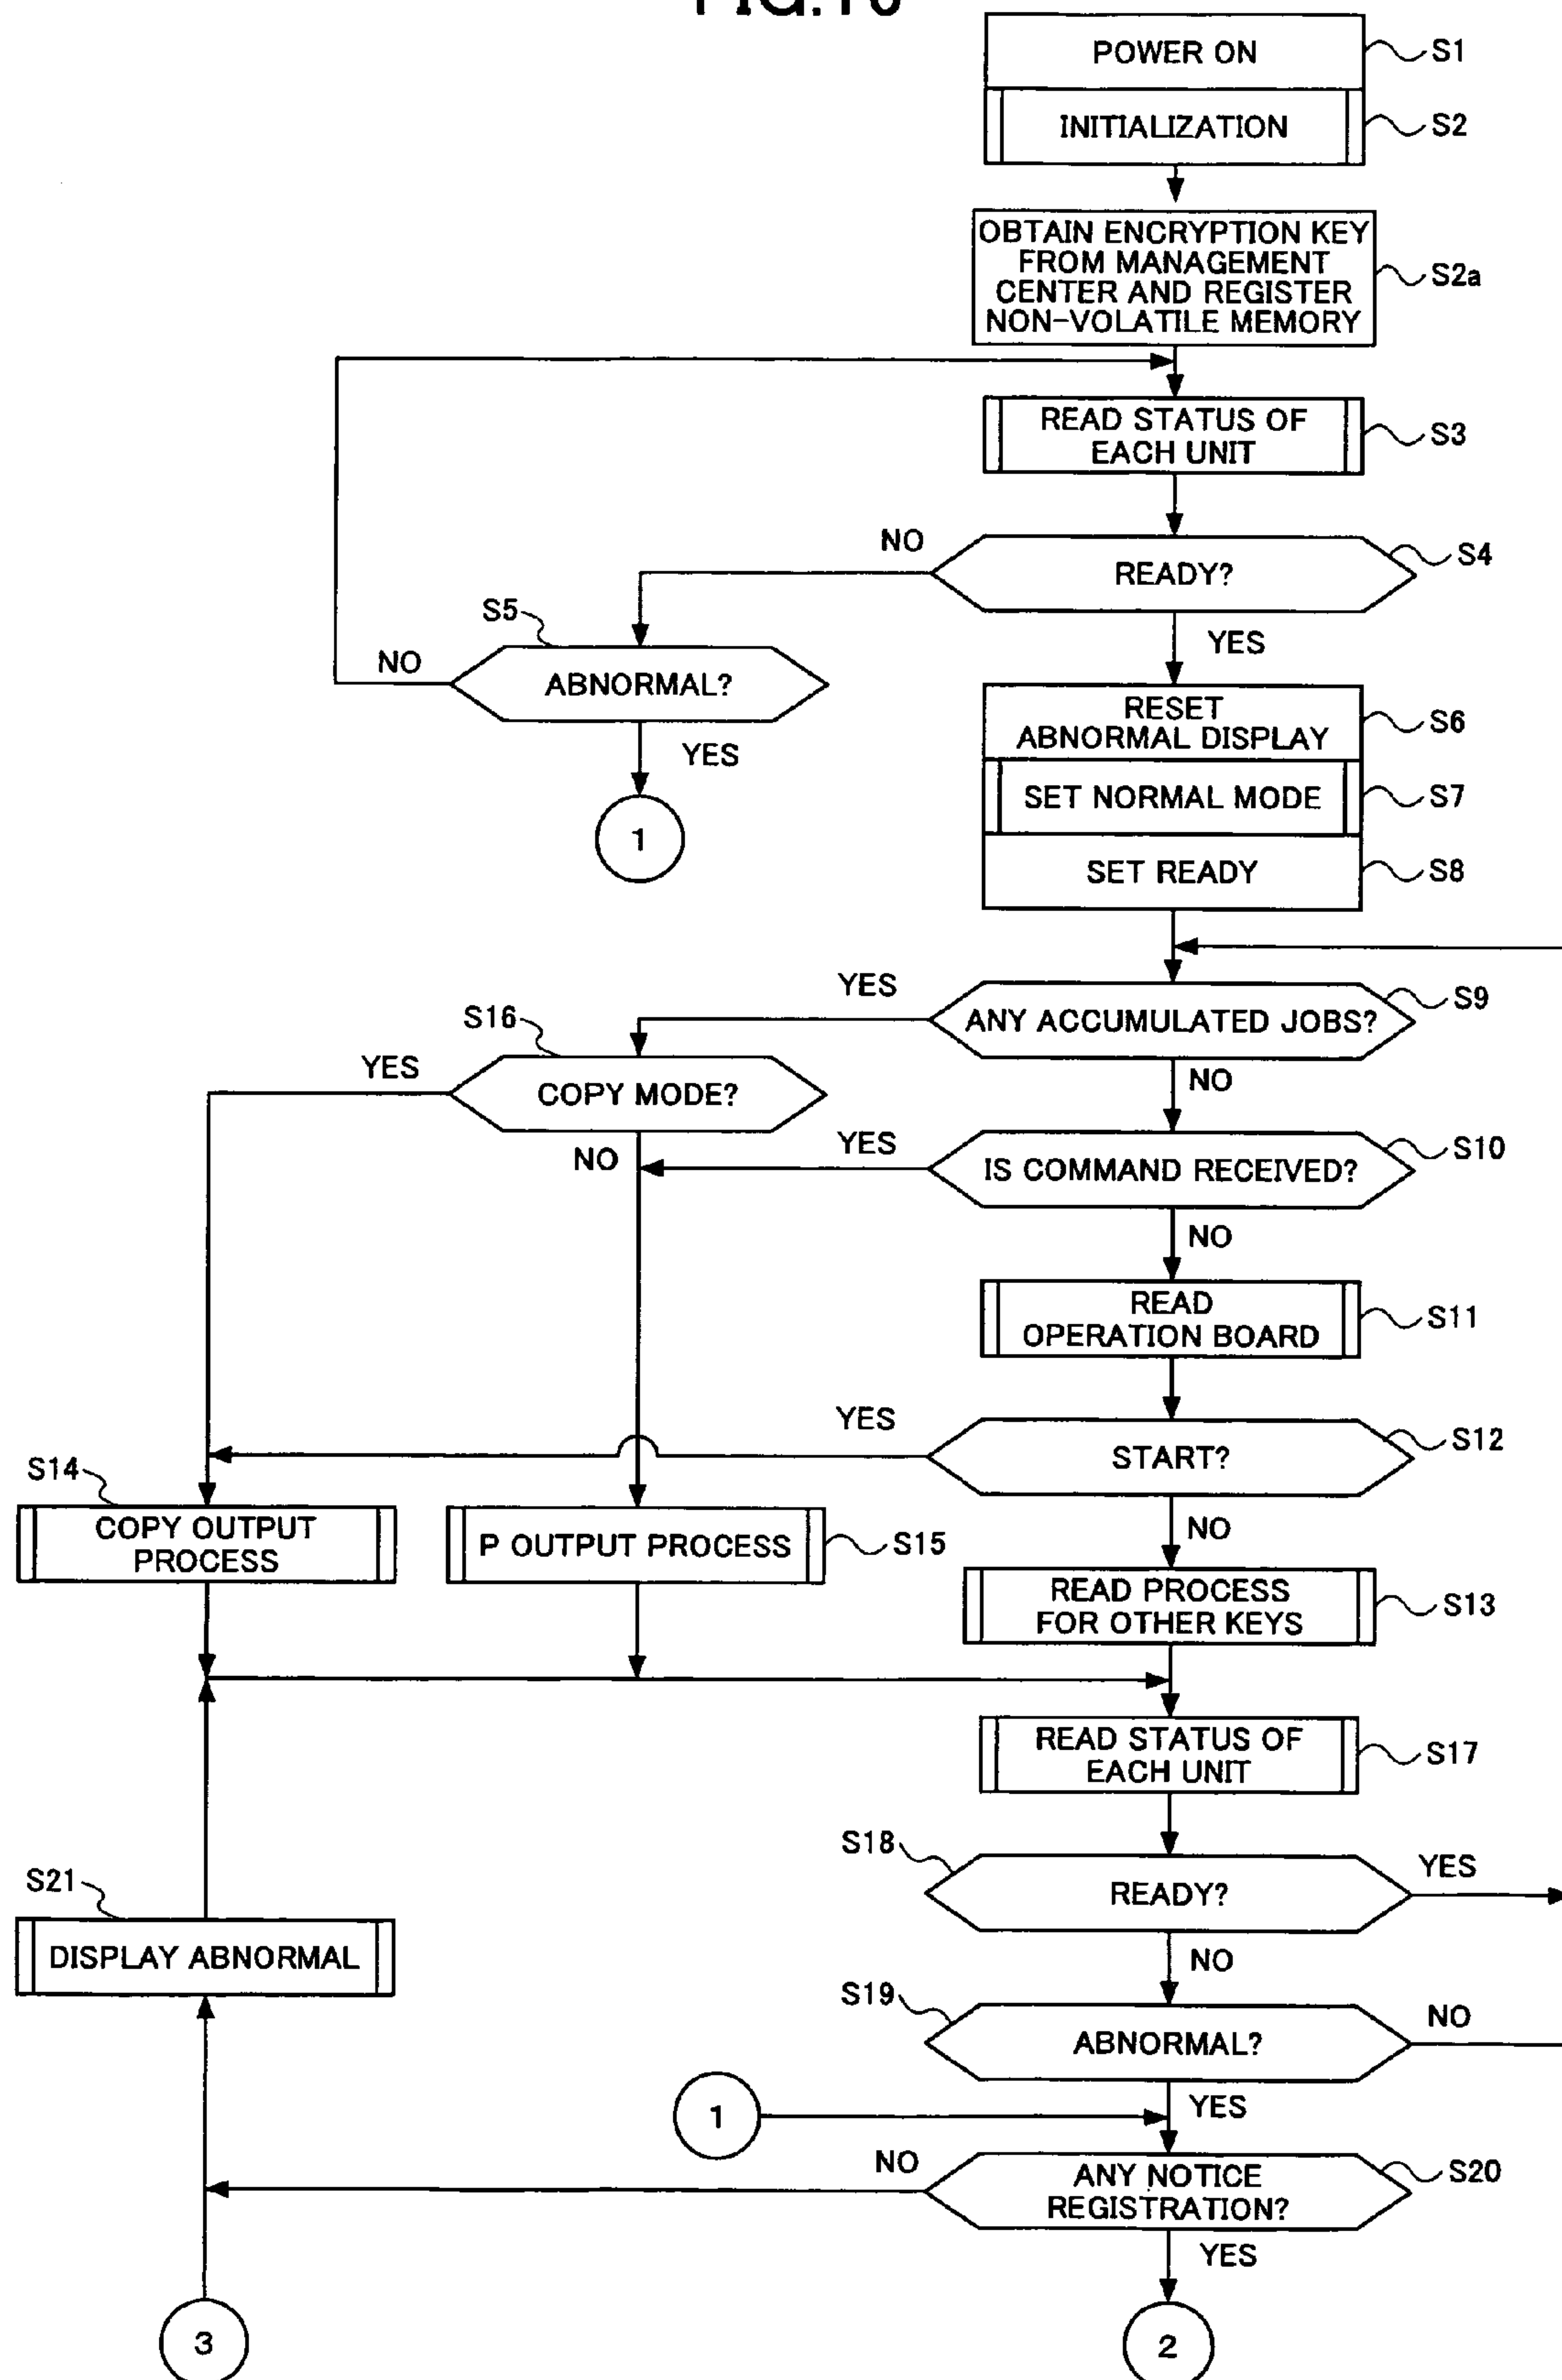 POWER ON
S1
INITIALIZATION
S2
OBTAIN ENCRYPTION KEY
FROM MANAGEMENT
CENTER AND REGISTER
NON-VOLATILE MEMORY
S2a
READ STATUS OF
EACH UNIT
S3
NO
READY?
S4
YES
S5
NO
ABNORMAL?
YES
1
RESET
ABNORMAL DISPLAY
S6
SET NORMAL MODE
S7
SET READY
S8
YES
ANY ACCUMULATED JOBS?
S9
NO
S16
YES
COPY MODE?
NO
YES
IS COMMAND RECEIVED?
S10
NO
READ
OPERATION BOARD
S11
YES
START?
S12
NO
S14
COPY OUTPUT
PROCESS
P OUTPUT PROCESS
S15
READ PROCESS
FOR OTHER KEYS
S13
READ STATUS OF
EACH UNIT
S17
S18
READY?
YES
NO
S21
DISPLAY ABNORMAL
S19
ABNORMAL?
NO
YES
1
NO
ANY NOTICE
REGISTRATION?
S20
YES
3
2